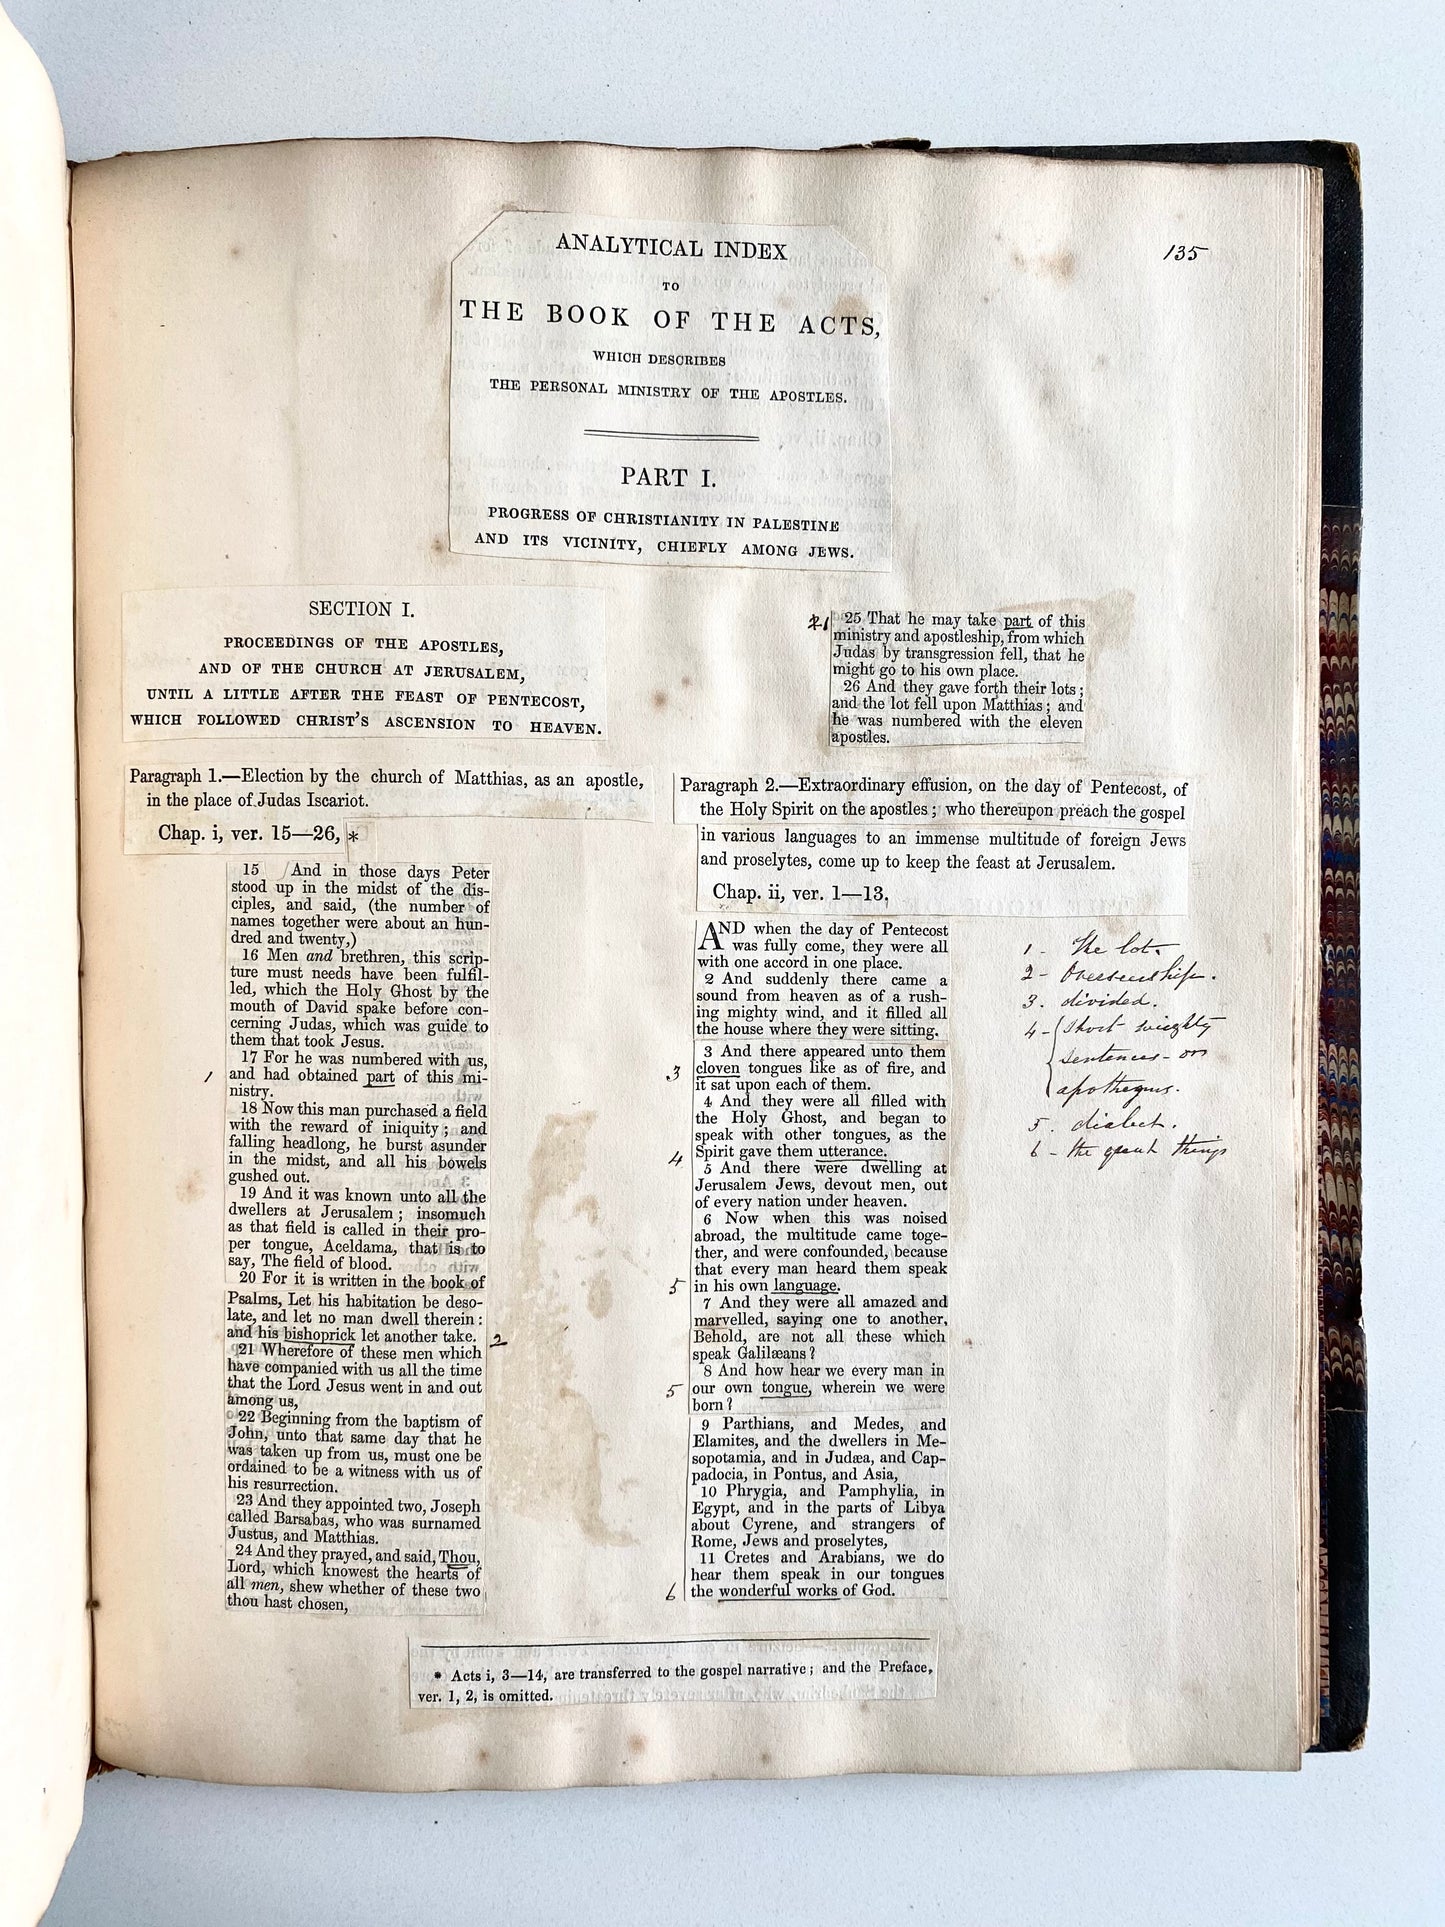 135
ANALYTICAL INDEX
TO
THE BOOK OF THE ACTS,
WHICH DESCRIBES
THE PERSONAL MINISTRY OF THE APOSTLES.
PART I.
PROGRESS OF CHRISTIANITY IN PALESTINE
AND ITS VICINITY, CHIEFLY AMONG JEWS.
SECTION I.
PROCEEDINGS OF THE APOSTLES,
AND OF THE CHURCH AT JERUSALEM,
UNTIL A LITTLE AFTER THE FEAST OF PENTECOST,
WHICH FOLLOWED CHRIST'S ASCENSION TO HEAVEN.
Paragraph 1.—Election by the church of Matthias, as an apostle,
in the place of Judas Iscariot.
Chap. i, ver. 15—26, *
15 And in those days Peter
stood up in the midst of the dis-
ciples, and said, (the number of
names together were about an hun-
dred and twenty,)
16 Men and brethren, this scrip-
ture must needs have been fulfil-
led, which the Holy Ghost by the
mouth of David spake before con-
cerning Judas, which was guide to
them that took Jesus.
17 For he was numbered with us,
1 and had obtained part of this mi-
nistry.
18 Now this man purchased a field
with the reward of iniquity; and
falling headlong, he burst asunder
in the midst, and all his bowels
gushed out.
19 And it was known unto all the
dwellers at Jerusalem; insomuch
as that field is called in their pro-
per tongue, Aceldama, that is to
say, The field of blood.
20 For it is written in the book of
Psalms, Let his habitation be deso-
late, and let no man dwell therein:
and his bishoprick let another take. 2
21 Wherefore of these men which
have companied with us all the time
that the Lord Jesus went in and out
among us,
22 Beginning from the baptism of
John, unto that same day that he
was taken up from us, must one be
ordained to be a witness with us of
his resurrection.
23 And they appointed two, Joseph
called Barsabas, who was surnamed
Justus, and Matthias.
24 And they prayed, and said, Thou,
Lord, which knowest the hearts of
all men, shew whether of these two
thou hast chosen,
1 25 That he may take part of this
ministry and apostleship, from which
Judas by transgression fell, that he
might go to his own place.
26 And they gave forth their lots;
and the lot fell upon Matthias; and
he was numbered with the eleven
apostles.
Paragraph 2.—Extraordinary effusion, on the day of Pentecost, of
the Holy Spirit on the apostles; who thereupon preach the gospel
in various languages to an immense multitude of foreign Jews
and proselytes, come up to keep the feast at Jerusalem.
Chap. ii, ver. 1—13.
AND when the day of Pentecost
was fully come, they were all
with one accord in one place.
2 And suddenly there came a
sound from heaven as of a rush-
ing mighty wind, and it filled all
the house where they were sitting.
3 And there appeared unto them
3 cloven tongues like as of fire, and
it sat upon each of them.
4 And they were all filled with
the Holy Ghost, and began to
speak with other tongues, as the
4 Spirit gave them utterance.
5 And there were dwelling at
Jerusalem Jews, devout men, out
of every nation under heaven.
6 Now when this was noised
abroad, the multitude came toge-
ther, and were confounded, because
that every man heard them speak
5 in his own language.
7 And they were all amazed and
marvelled, saying one to another,
Behold, are not all these which
speak Galilæans?
8 And how hear we every man in
5 our own tongue, wherein we were
born?
9 Parthians, and Medes, and
Elamites, and the dwellers in Me-
sopotamia, and in Judæa, and Cap-
padocia, in Pontus, and Asia,
10 Phrygia, and Pamphylia, in
Egypt, and in the parts of Libya
about Cyrene, and strangers of
Rome, Jews and proselytes,
11 Cretes and Arabians, we do
hear them speak in our tongues
6 the wonderful works of God.
1 - The lot.
2 - Overseership.
3. divided.
4 - short weighty
sentences - or
apothegms.
5. dialect.
6 - the great things
* Acts i, 3—14, are transferred to the gospel narrative; and the Preface,
ver. 1, 2, is omitted.